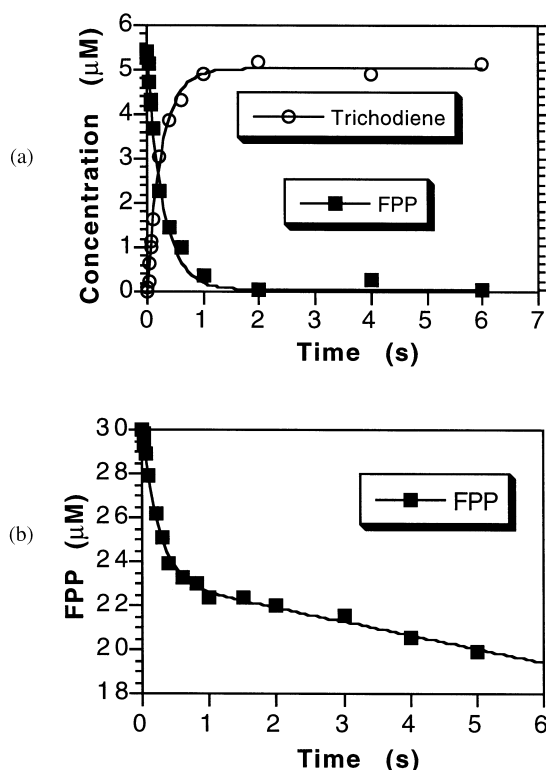 (a)
Concentration (µM)
6
5
4
3
2
1
0
Trichodiene
FPP
0 1 2 3 4 5 6 7
Time (s)
(b)
FPP (µM)
30
28
26
24
22
20
18
FPP
0 1 2 3 4 5 6
Time (s)